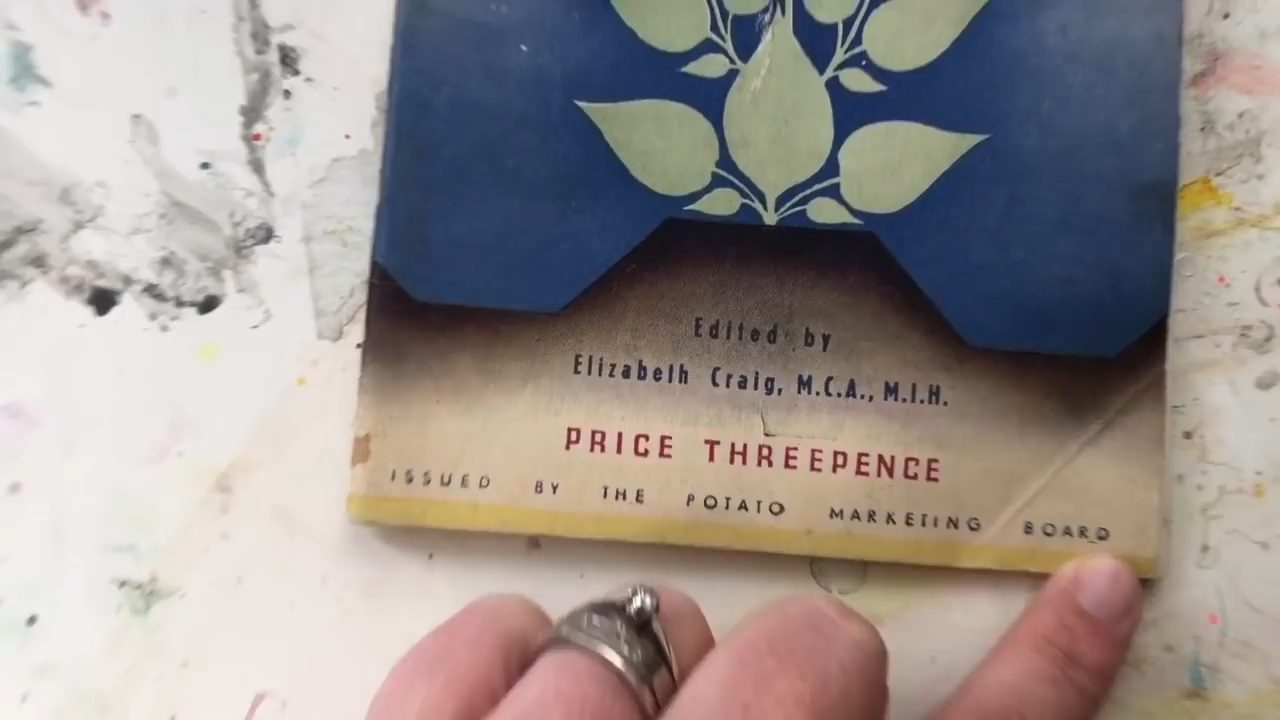 Edited by
Elizabeth Craig, M.C.A., M.I.H.
PRICE THREEPENCE
ISSUED BY THE POTATO MARKETING BOARD